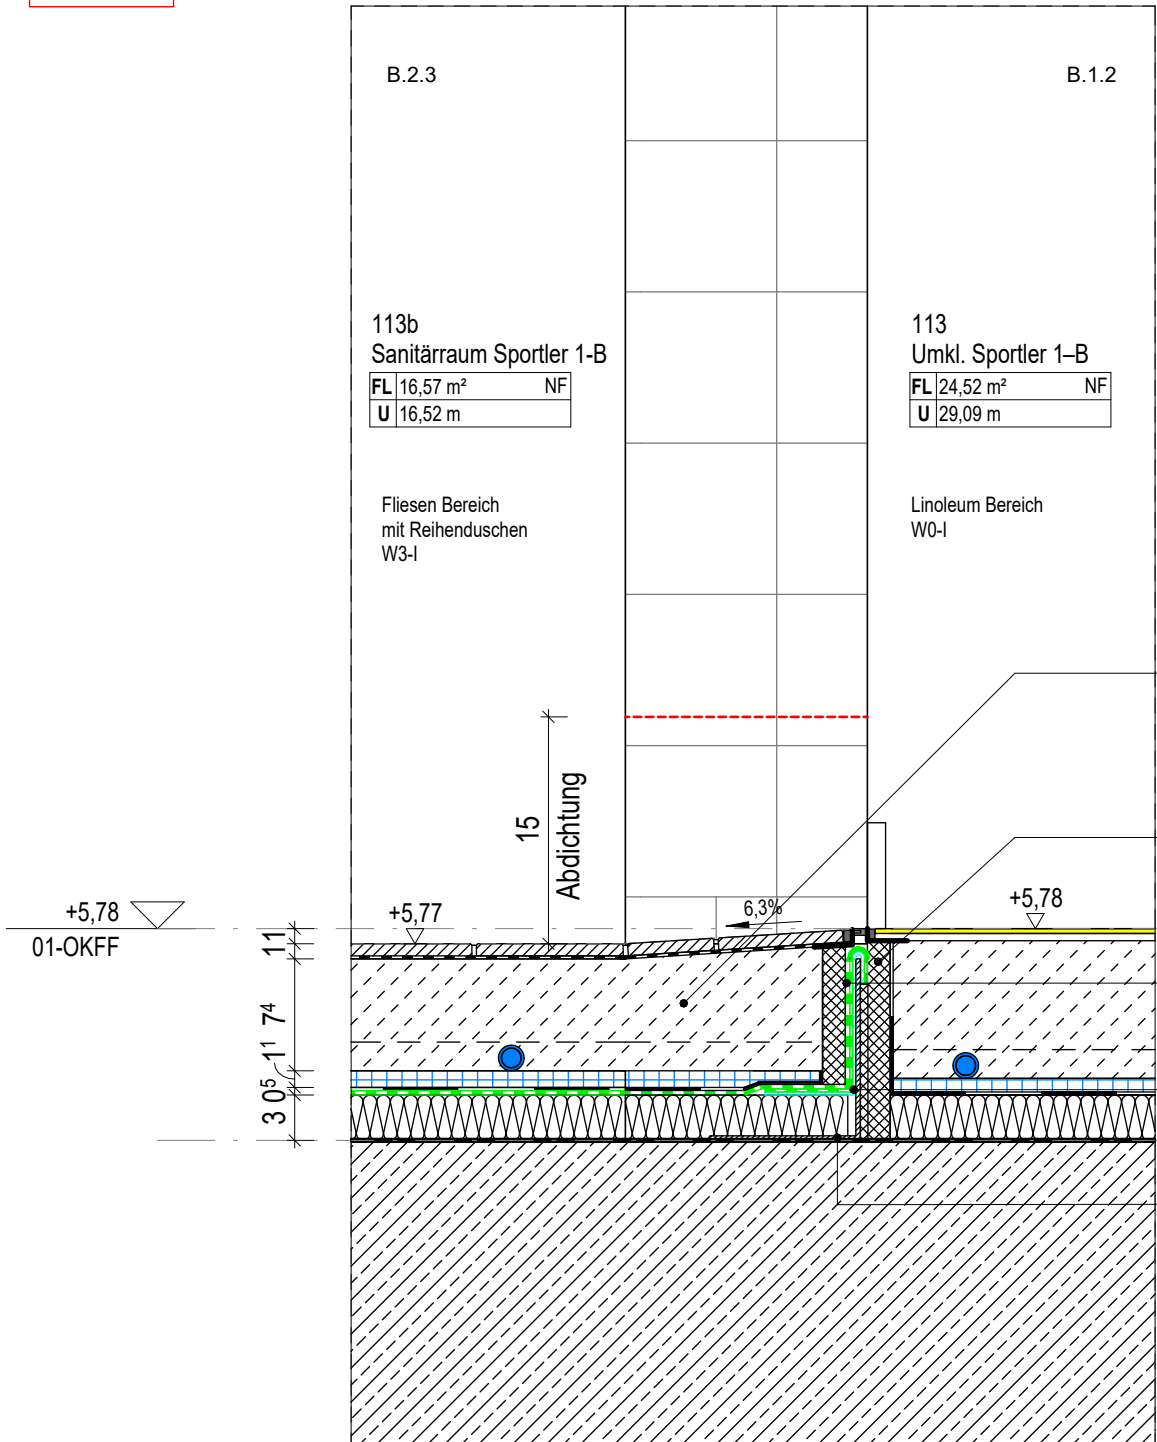 B.2.3
B.1.2
113b
Sanitärraum Sportler 1-B
FL 16,57 m² NF
U 16,52 m
113
Umkl. Sportler 1–B
FL 24,52 m² NF
U 29,09 m
Fliesen Bereich
mit Reihenduschen
W3-I
Linoleum Bereich
W0-I
15
Abdichtung
+5,78
01-OKFF
+5,77
6,3%
+5,78
1
1
7⁴
1¹
0⁵
3